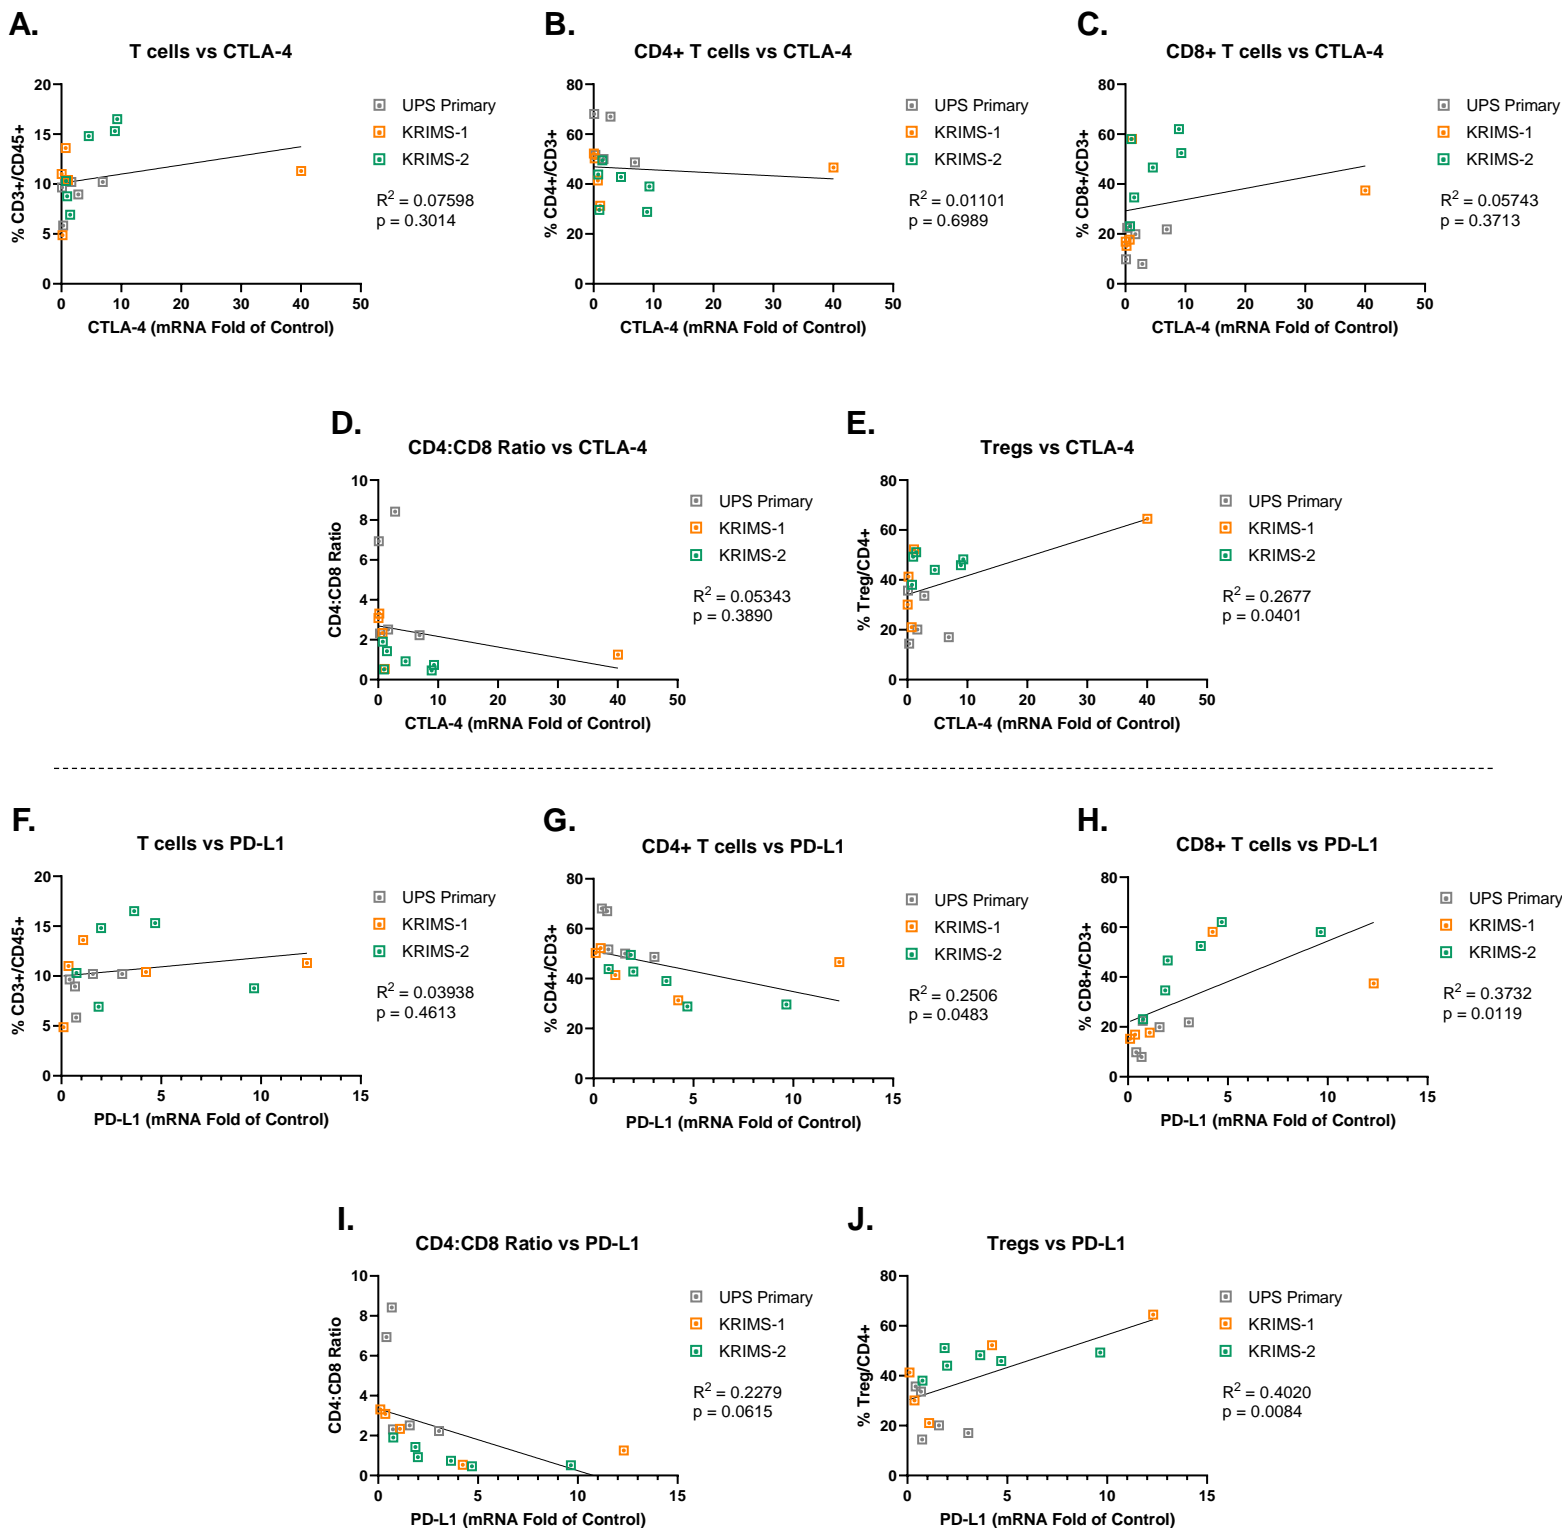 A.
T cells vs CTLA-4
20
15
10
5
0
% CD3+/CD45+
0 10 20 30 40 50
CTLA-4 (mRNA Fold of Control)
UPS Primary
KRIMS-1
KRIMS-2
R² = 0.07598
p = 0.3014
B.
CD4+ T cells vs CTLA-4
80
60
40
20
0
% CD4+/CD3+
0 10 20 30 40 50
CTLA-4 (mRNA Fold of Control)
UPS Primary
KRIMS-1
KRIMS-2
R² = 0.01101
p = 0.6989
C.
CD8+ T cells vs CTLA-4
80
60
40
20
0
% CD8+/CD3+
0 10 20 30 40 50
CTLA-4 (mRNA Fold of Control)
UPS Primary
KRIMS-1
KRIMS-2
R² = 0.05743
p = 0.3713
D.
CD4:CD8 Ratio vs CTLA-4
10
8
6
4
2
0
CD4:CD8 Ratio
0 10 20 30 40 50
CTLA-4 (mRNA Fold of Control)
UPS Primary
KRIMS-1
KRIMS-2
R² = 0.05343
p = 0.3890
E.
Tregs vs CTLA-4
80
60
40
20
0
% Treg/CD4+
0 10 20 30 40 50
CTLA-4 (mRNA Fold of Control)
UPS Primary
KRIMS-1
KRIMS-2
R² = 0.2677
p = 0.0401
F.
T cells vs PD-L1
20
15
10
5
0
% CD3+/CD45+
0 5 10 15
PD-L1 (mRNA Fold of Control)
UPS Primary
KRIMS-1
KRIMS-2
R² = 0.03938
p = 0.4613
G.
CD4+ T cells vs PD-L1
80
60
40
20
0
% CD4+/CD3+
0 5 10 15
PD-L1 (mRNA Fold of Control)
UPS Primary
KRIMS-1
KRIMS-2
R² = 0.2506
p = 0.0483
H.
CD8+ T cells vs PD-L1
80
60
40
20
0
% CD8+/CD3+
0 5 10 15
PD-L1 (mRNA Fold of Control)
UPS Primary
KRIMS-1
KRIMS-2
R² = 0.3732
p = 0.0119
I.
CD4:CD8 Ratio vs PD-L1
10
8
6
4
2
0
CD4:CD8 Ratio
0 5 10 15
PD-L1 (mRNA Fold of Control)
UPS Primary
KRIMS-1
KRIMS-2
R² = 0.2279
p = 0.0615
J.
Tregs vs PD-L1
80
60
40
20
0
% Treg/CD4+
0 5 10 15
PD-L1 (mRNA Fold of Control)
UPS Primary
KRIMS-1
KRIMS-2
R² = 0.4020
p = 0.0084